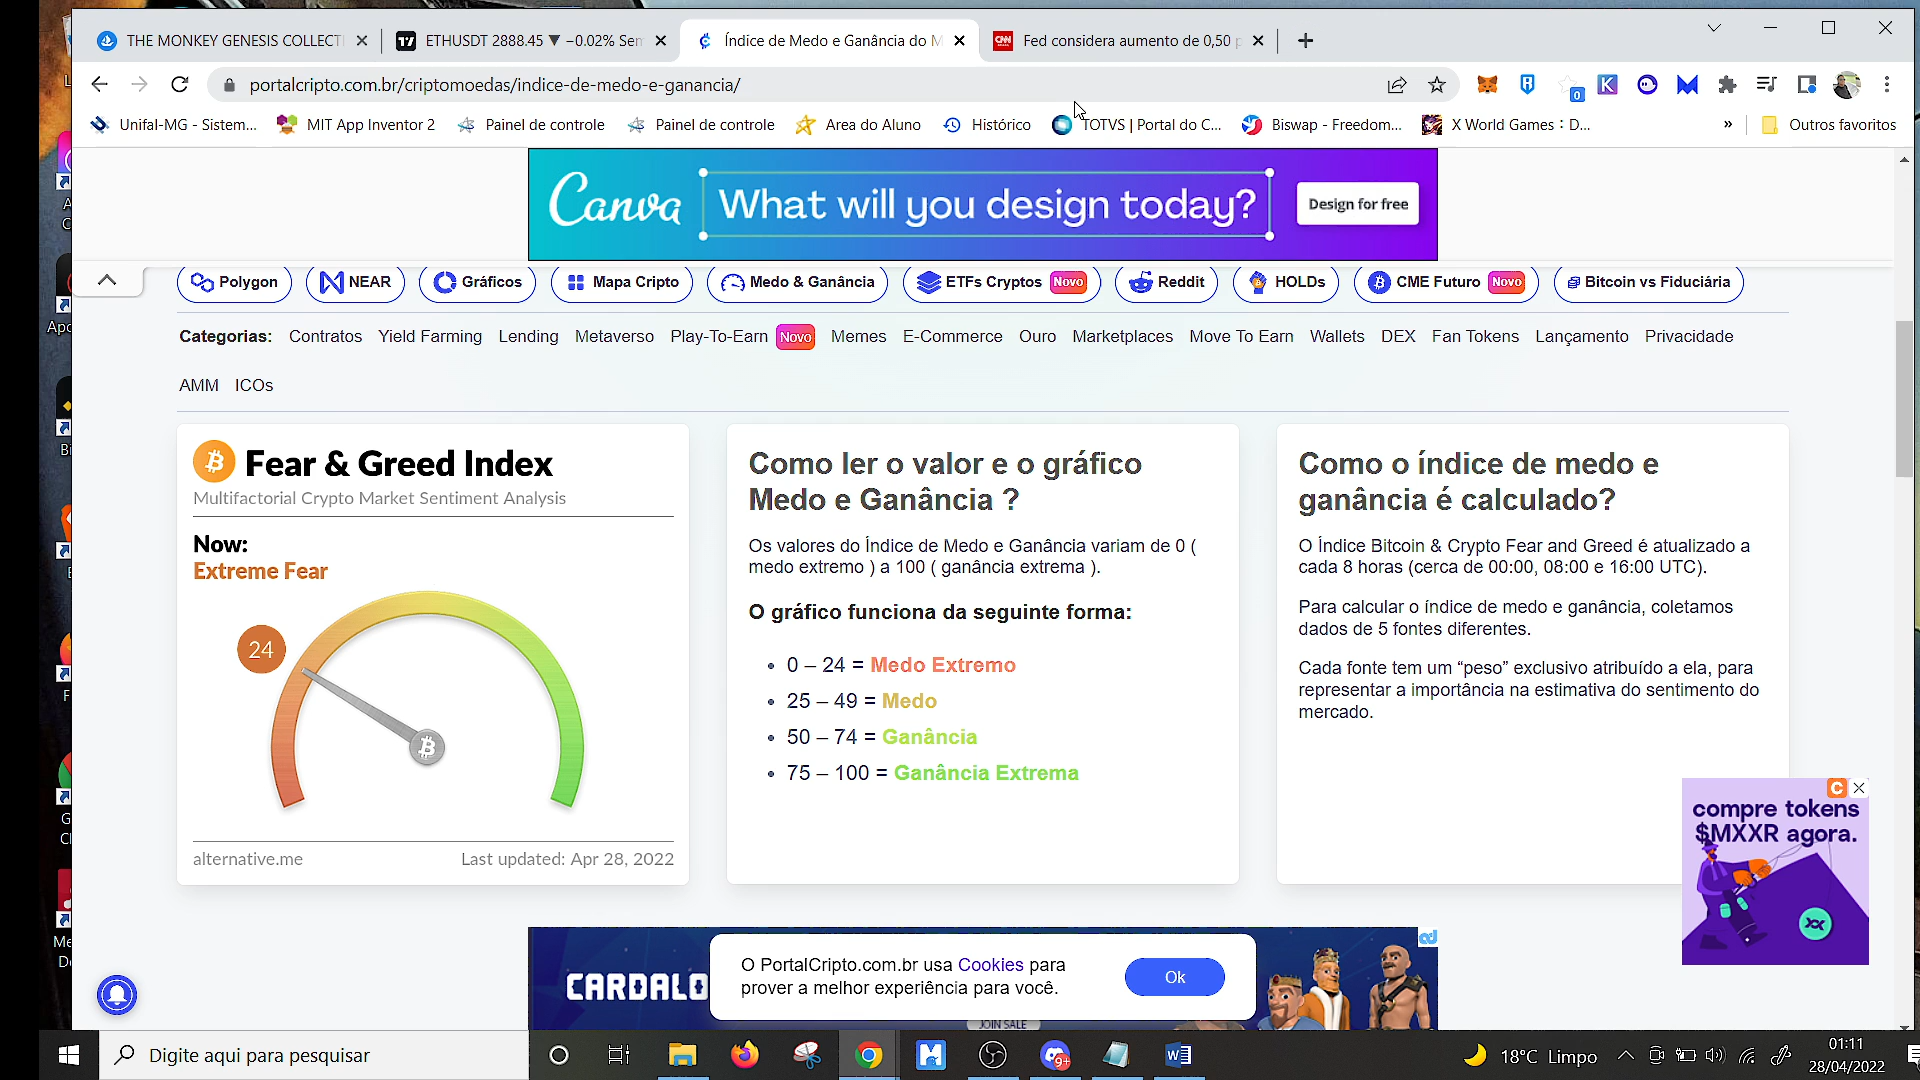 THE MONKEY GENESIS COLLECTI
ETHUSDT 2888.45 ▼ −0.02% Sem
Índice de Medo e Ganância do M
Fed considera aumento de 0,50 p
portalcripto.com.br/criptomoedas/indice-de-medo-e-ganancia/
0
Unifal-MG - Sistem...
MIT App Inventor 2
Painel de controle
Painel de controle
Area do Aluno
Histórico
TOTVS | Portal do C...
Biswap - Freedom...
X World Games : D...
»
Outros favoritos
Canva
What will you design today?
Design for free
Polygon
NEAR
Gráficos
Mapa Cripto
Medo & Ganância
ETFs Cryptos Novo
Reddit
HOLDs
CME Futuro Novo
Bitcoin vs Fiduciária
Categorias: Contratos Yield Farming Lending Metaverso Play-To-Earn Novo Memes E-Commerce Ouro Marketplaces Move To Earn Wallets DEX Fan Tokens Lançamento Privacidade
AMM ICOs
Fear & Greed Index
Multifactorial Crypto Market Sentiment Analysis
Now:
Extreme Fear
24
alternative.me
Last updated: Apr 28, 2022
Como ler o valor e o gráfico
Medo e Ganância ?
Os valores do Índice de Medo e Ganância variam de 0 (
medo extremo ) a 100 ( ganância extrema ).
O gráfico funciona da seguinte forma:
• 0 – 24 = Medo Extremo
• 25 – 49 = Medo
• 50 – 74 = Ganância
• 75 – 100 = Ganância Extrema
Como o índice de medo e
ganância é calculado?
O Índice Bitcoin & Crypto Fear and Greed é atualizado a
cada 8 horas (cerca de 00:00, 08:00 e 16:00 UTC).
Para calcular o índice de medo e ganância, coletamos
dados de 5 fontes diferentes.
Cada fonte tem um “peso” exclusivo atribuído a ela, para
representar a importância na estimativa do sentimento do
mercado.
compre tokens
$MXXR agora.
CARDALO
O PortalCripto.com.br usa Cookies para
prover a melhor experiência para você.
Ok
JOIN SALE
Digite aqui para pesquisar
9+
18°C Limpo
01:11
28/04/2022